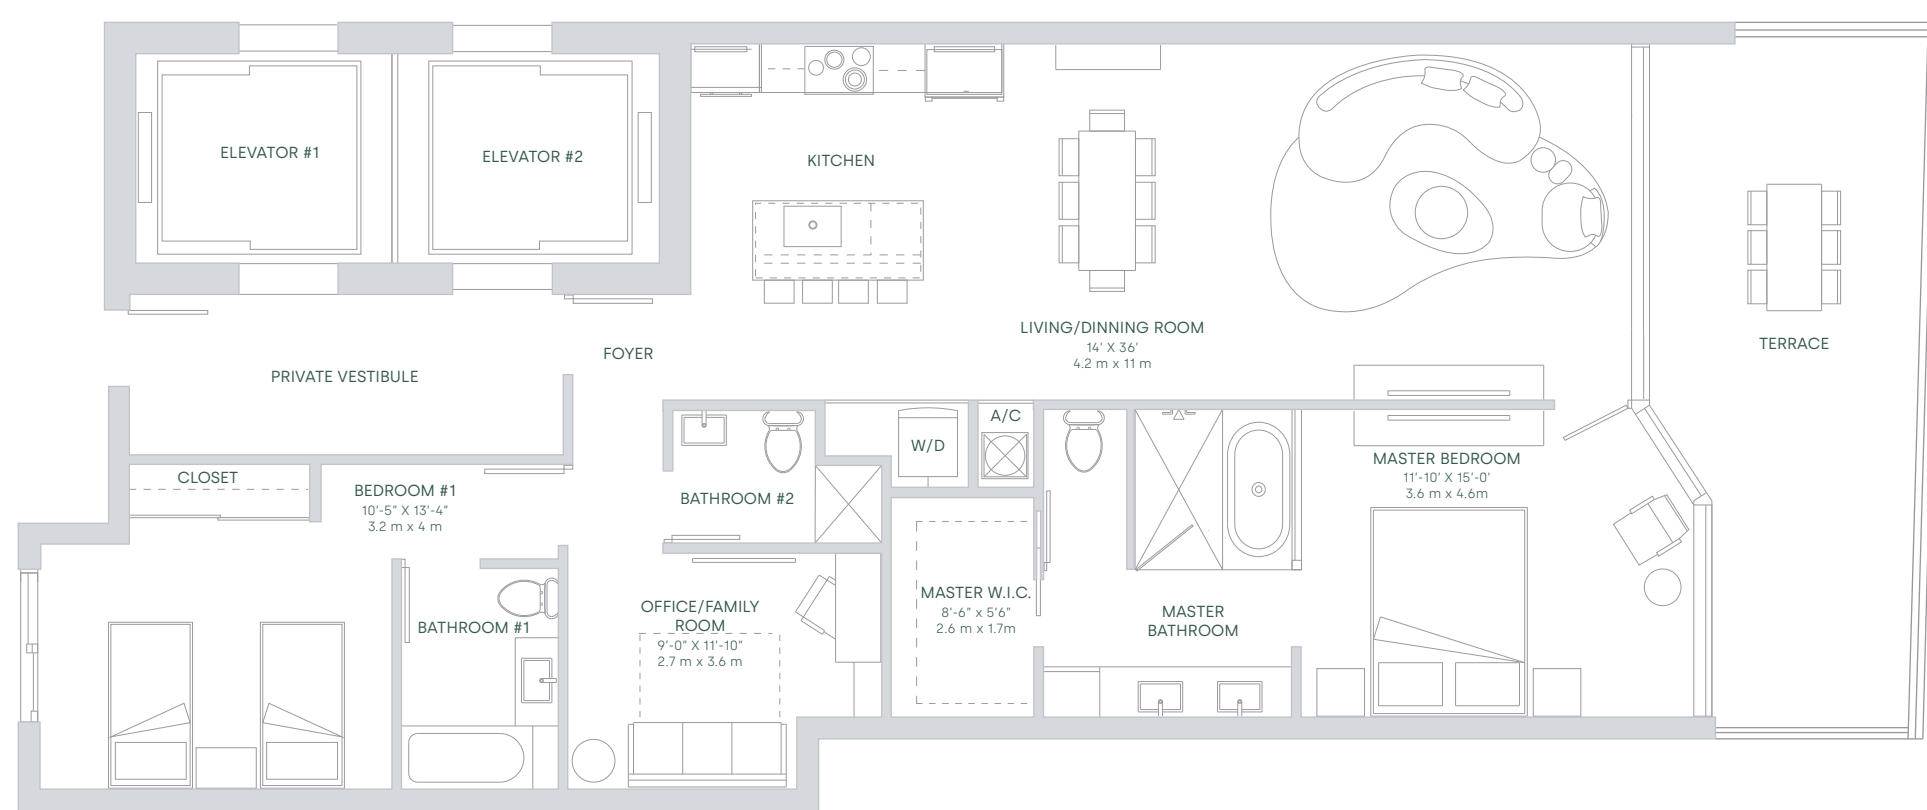 ELEVATOR #1
ELEVATOR #2
KITCHEN
LIVING/DINNING ROOM
14' X 36'
4.2 m x 11 m
TERRACE
FOYER
PRIVATE VESTIBULE
A/C
W/D
CLOSET
BEDROOM #1
10'-5" X 13'-4"
3.2 m x 4 m
BATHROOM #2
MASTER BEDROOM
11'-10' X 15'-0'
3.6 m x 4.6m
MASTER W.I.C.
8'-6" x 5'6"
2.6 m x 1.7m
MASTER
BATHROOM
OFFICE/FAMILY
ROOM
9'-0" X 11'-10"
2.7 m x 3.6 m
BATHROOM #1